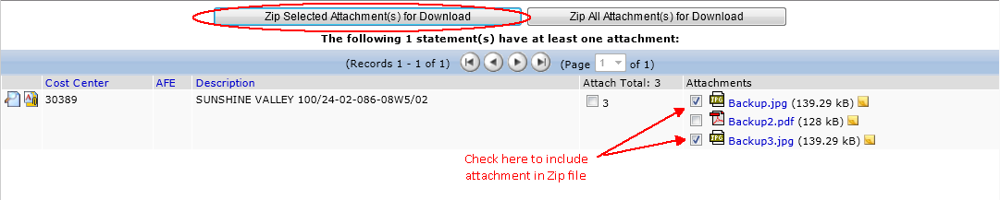 Zip Selected Attachment(s) for Download Zip All Attachment(s) for Download
The following 1 statement(s) have at least one attachment:
(Records 1 - 1 of 1) (Page 1 of 1)
Cost Center AFE Description Attach Total: 3 Attachments
30389 SUNSHINE VALLEY 100/24-02-086-08W5/02 3 JPG Backup.jpg (139.29 kB)
Backup2.pdf (128 kB)
JPG Backup3.jpg (139.29 kB)
Check here to include
attachment in Zip file